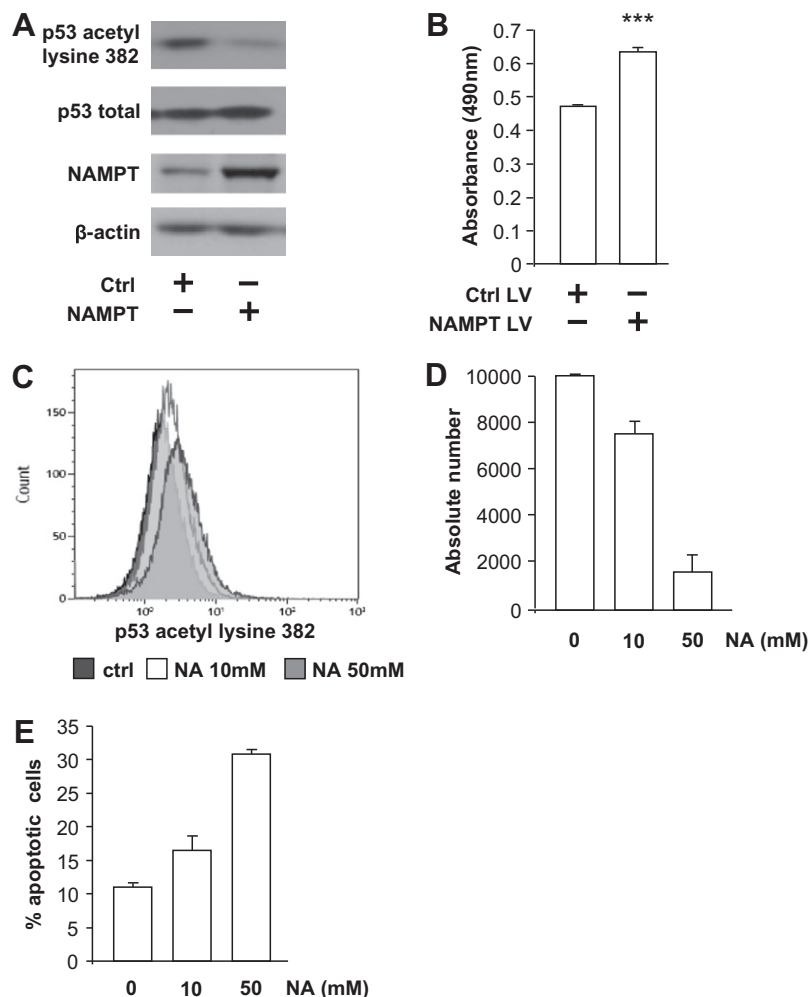 A
p53 acetyl
lysine 382
p53 total
NAMPT
β-actin
Ctrl + −
NAMPT − +
B
***
Absorbance (490nm)
0.7
0.6
0.5
0.4
0.3
0.2
0.1
0
Ctrl LV + −
NAMPT LV − +
C
Count
150
100
50
0
10⁰ 10¹ 10² 10³
p53 acetyl lysine 382
ctrl NA 10mM NA 50mM
D
Absolute number
10000
8000
6000
4000
2000
0
0 10 50 NA (mM)
E
% apoptotic cells
35
30
25
20
15
10
5
0
0 10 50 NA (mM)